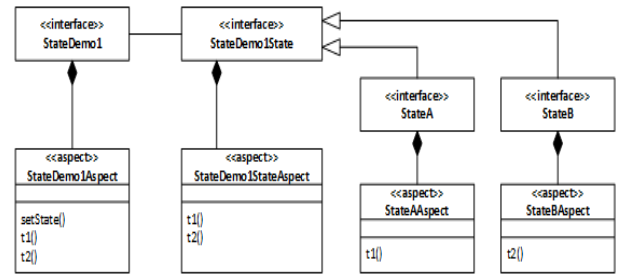 <<interface>>
StateDemo1
<<interface>>
StateDemo1State
<<interface>>
StateA
<<interface>>
StateB
<<aspect>>
StateDemo1Aspect
setState()
t1()
t2()
<<aspect>>
StateDemo1StateAspect
t1()
t2()
<<aspect>>
StateAAspect
t1()
<<aspect>>
StateBAspect
t2()